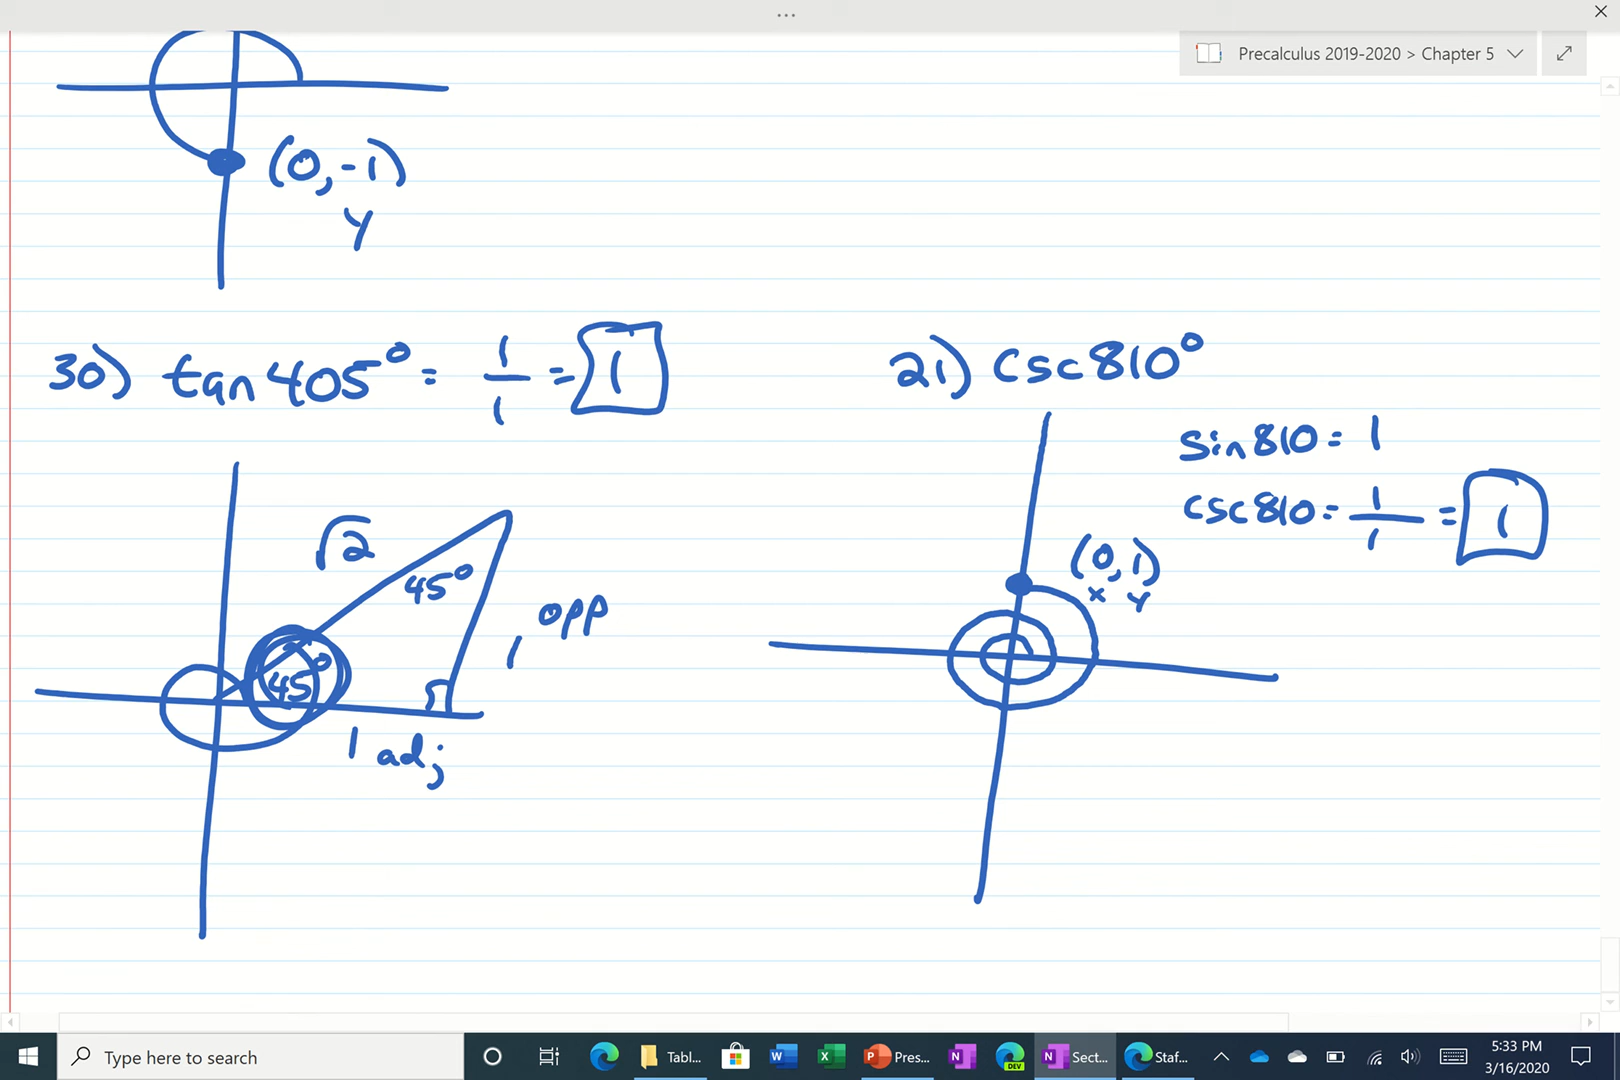 Precalculus 2019-2020 > Chapter 5
(0, -1)
y
30) tan 405° = 1/1 = 1
√2
45°
opp
1
45°
1 adj
21) csc 810°
sin 810 = 1
csc 810 = 1/1 = 1
(0, 1)
x y
Type here to search
Tabl...
Pres...
DEV
Sect...
Staf...
5:33 PM
3/16/2020